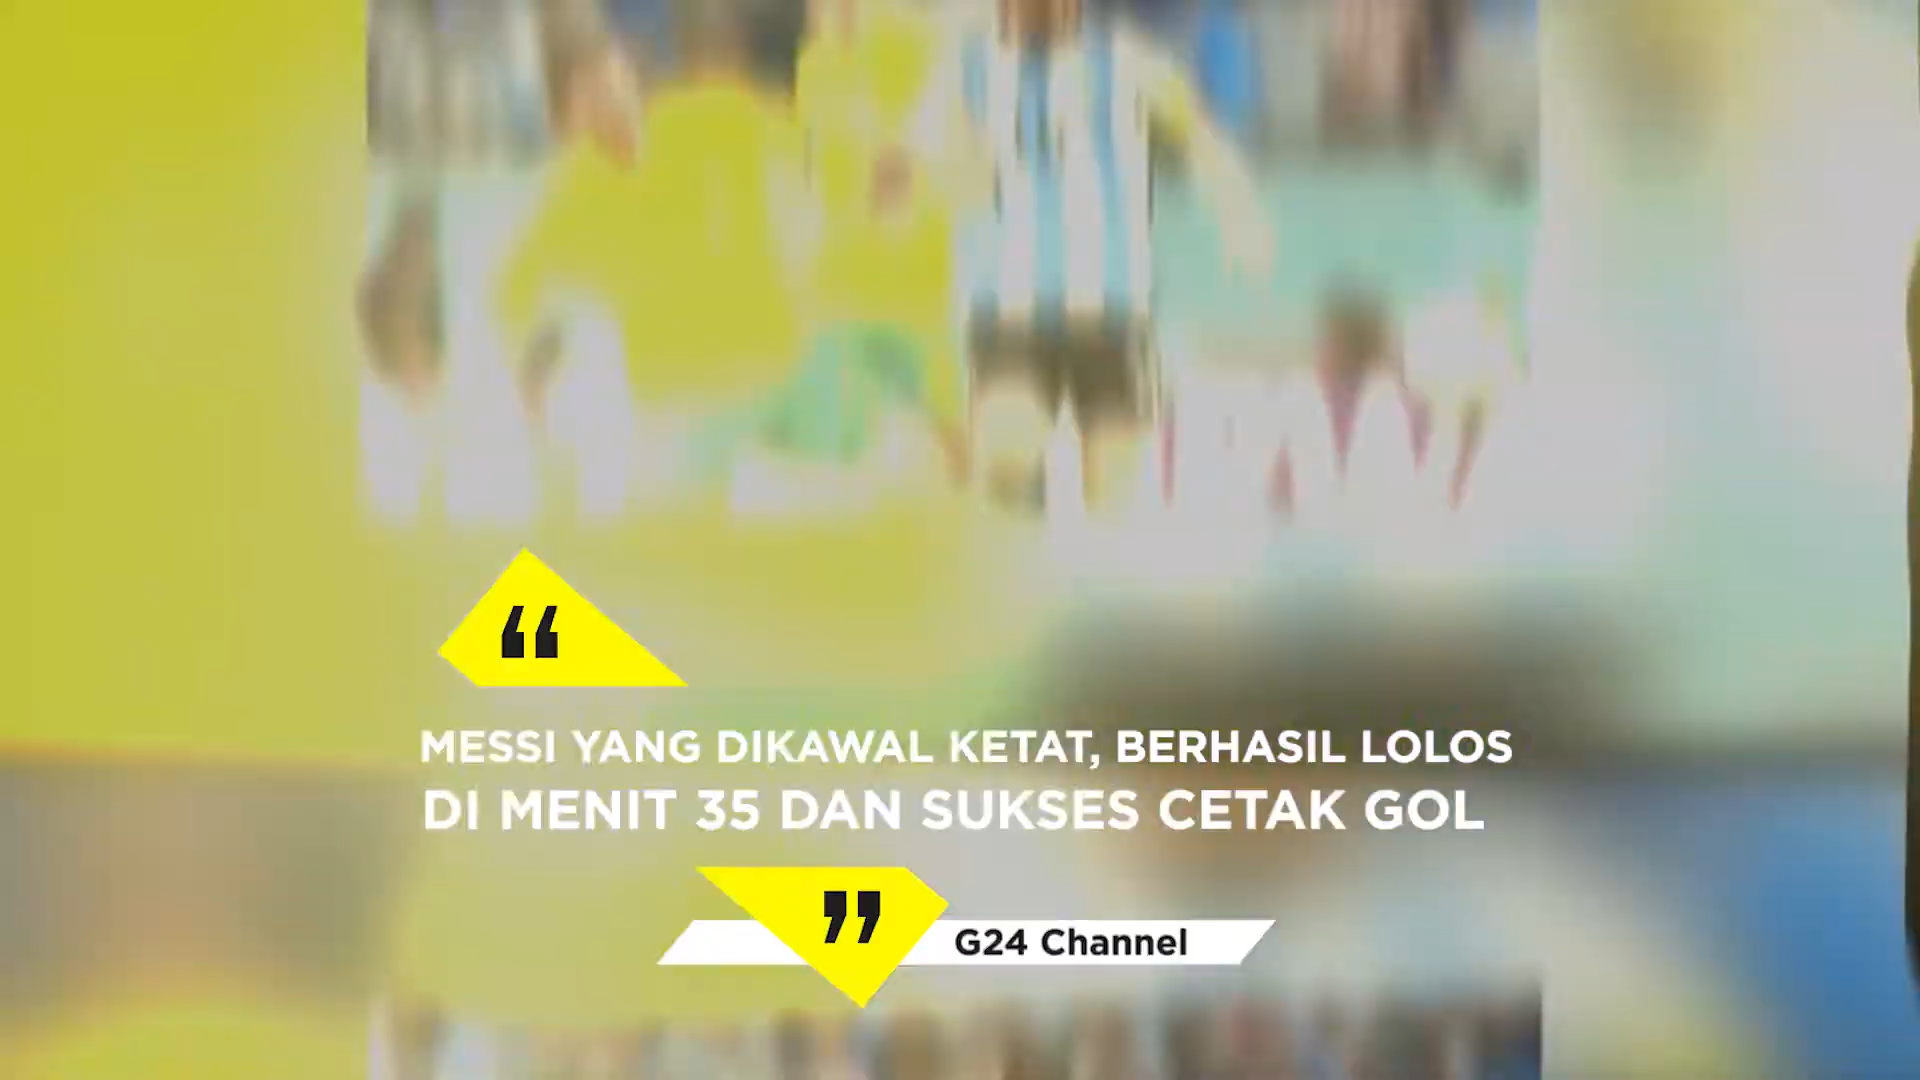 “
MESSI YANG DIKAWAL KETAT, BERHASIL LOLOS
DI MENIT 35 DAN SUKSES CETAK GOL
”
G24 Channel